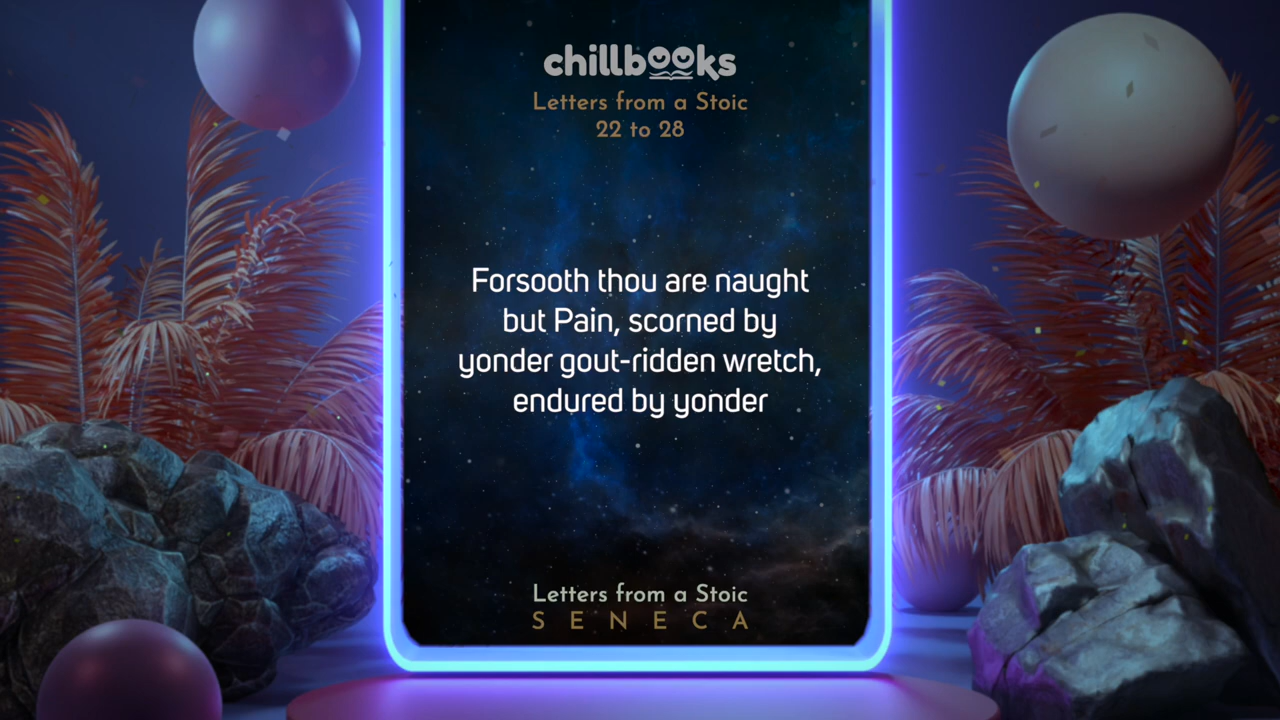 chillbooks
Letters from a Stoic
22 to 28
Forsooth thou are naught
but Pain, scorned by
yonder gout-ridden wretch,
endured by yonder
Letters from a Stoic
SENECA